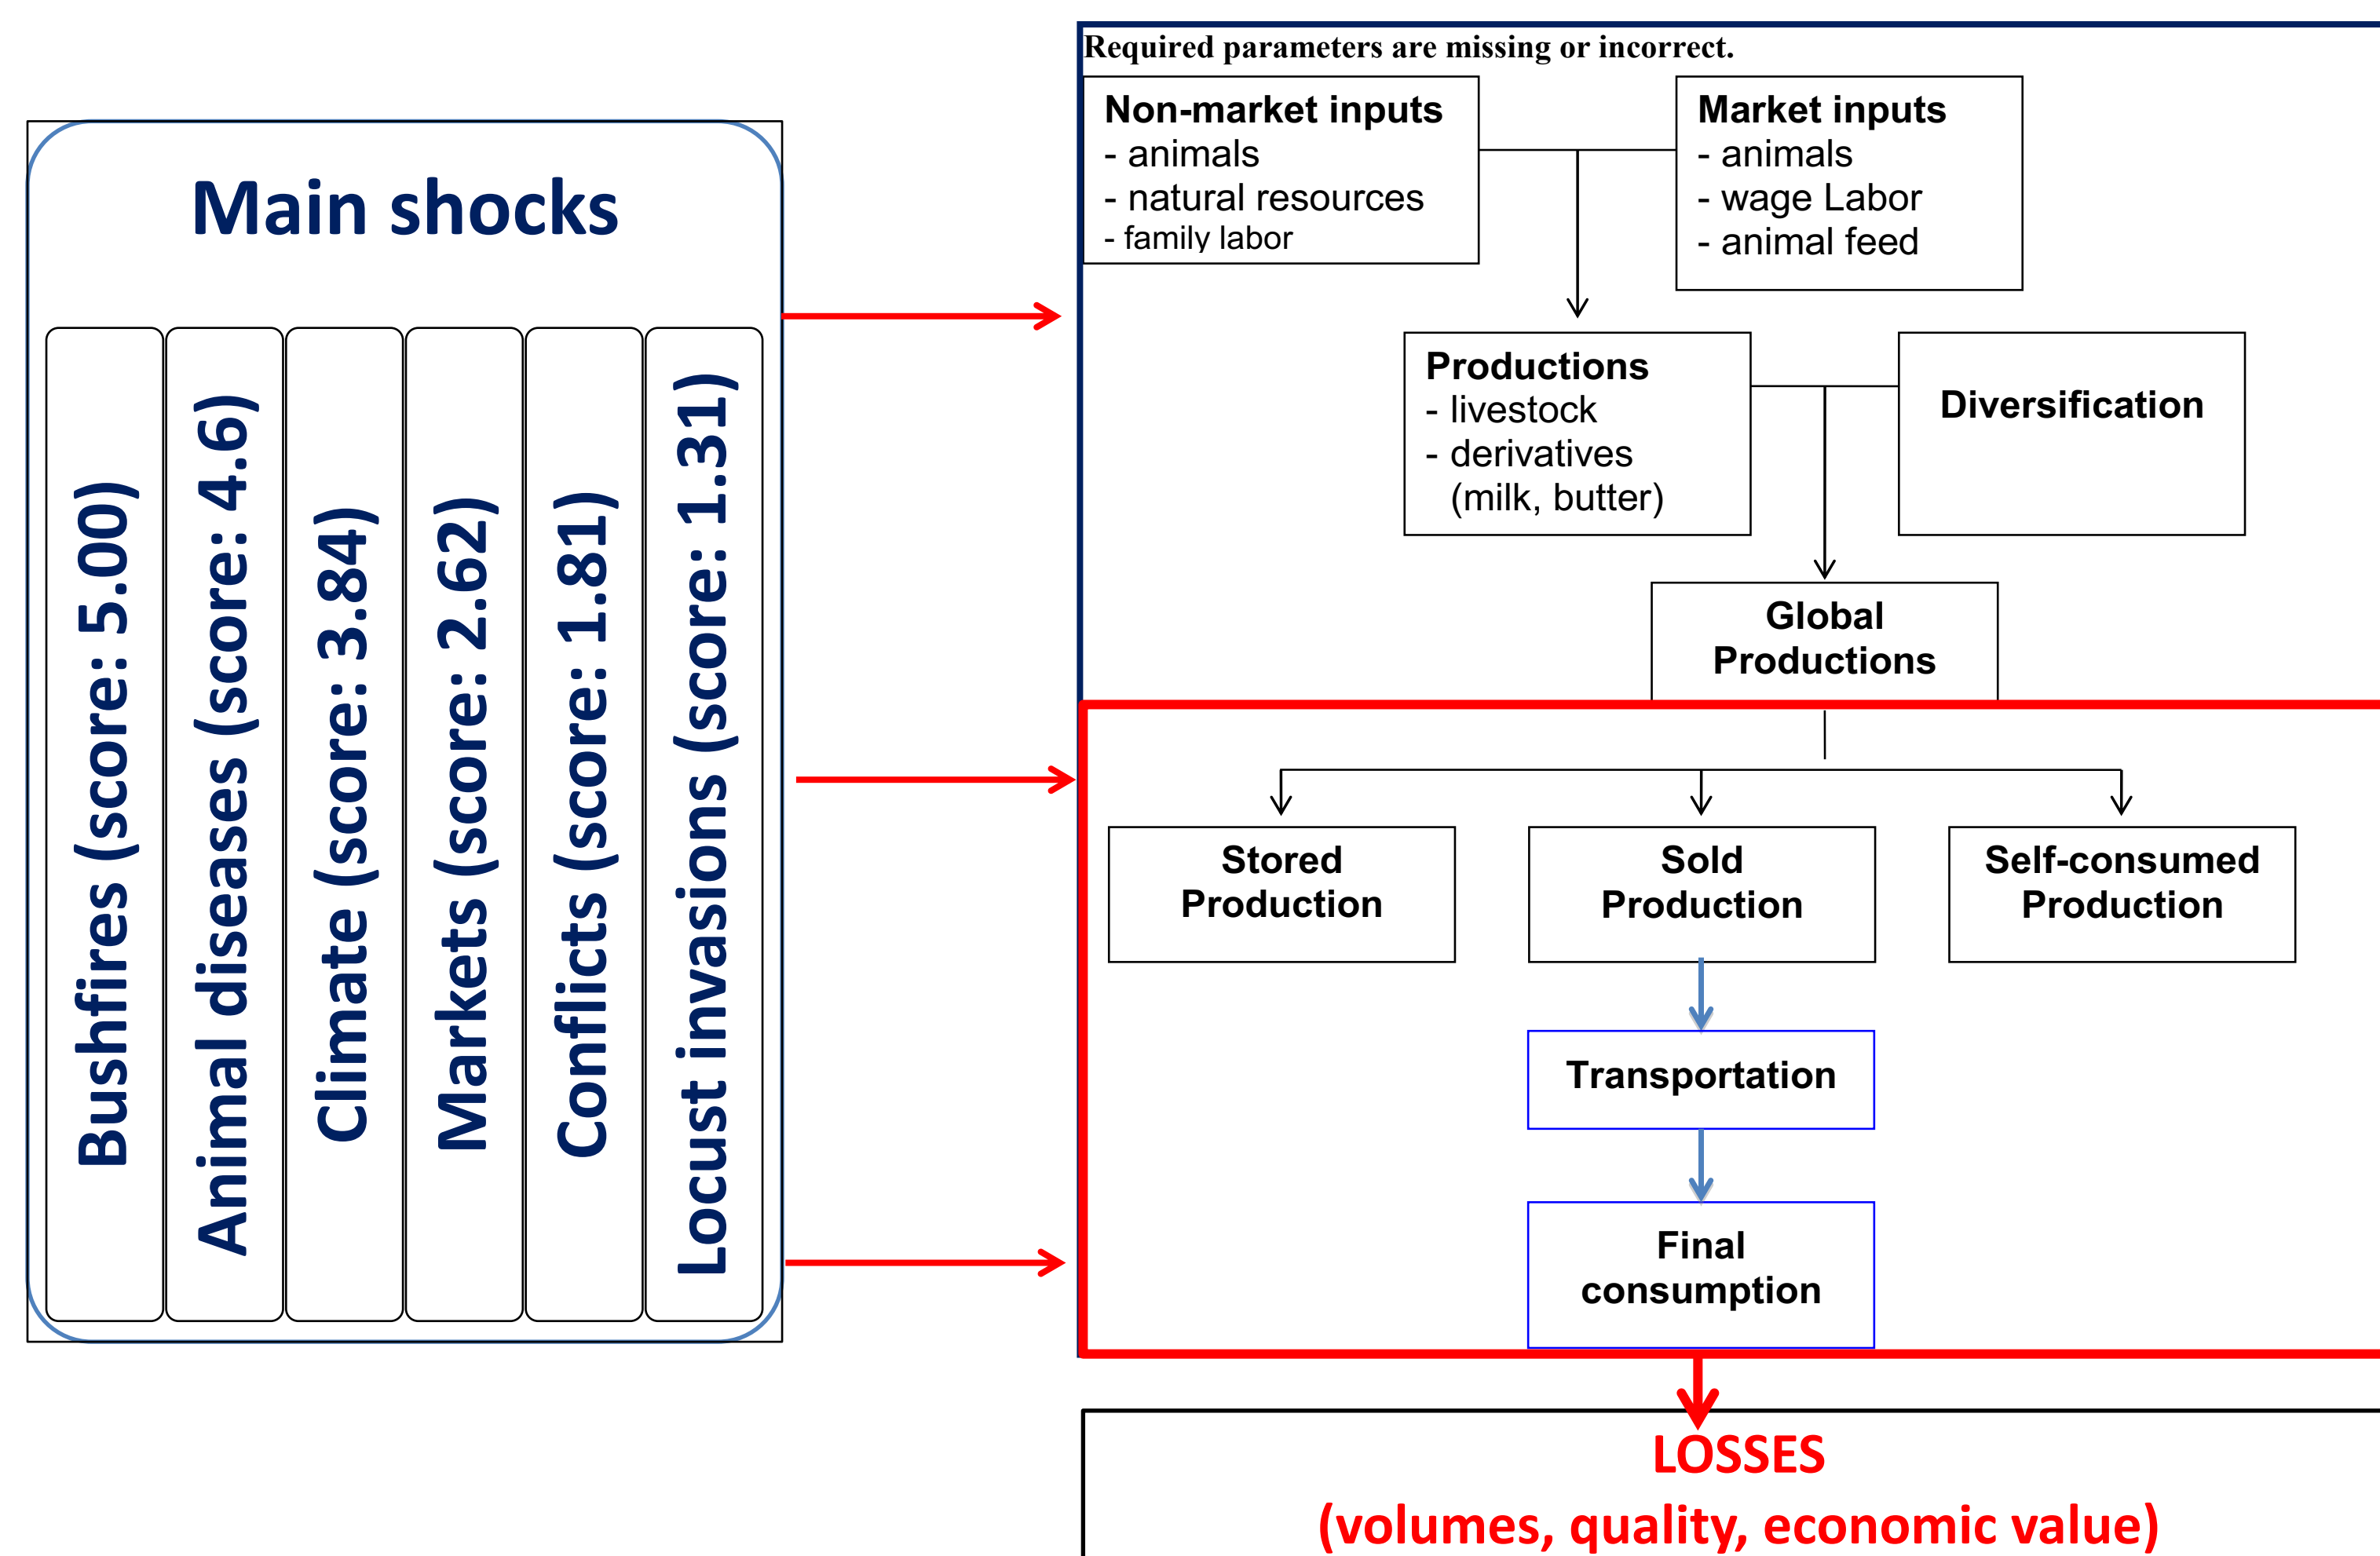 Main shocks
Bushfires (score: 5.00)
Animal diseases (score: 4.6)
Climate (score: 3.84)
Markets (score: 2.62)
Conflicts (score: 1.81)
Locust invasions (score: 1.31)
Required parameters are missing or incorrect.
Non-market inputs
- animals
- natural resources
- family labor
Market inputs
- animals
- wage Labor
- animal feed
Productions
- livestock
- derivatives
(milk, butter)
Diversification
Global
Productions
Stored
Production
Sold
Production
Self-consumed
Production
Transportation
Final
consumption
LOSSES
(volumes, quality, economic value)